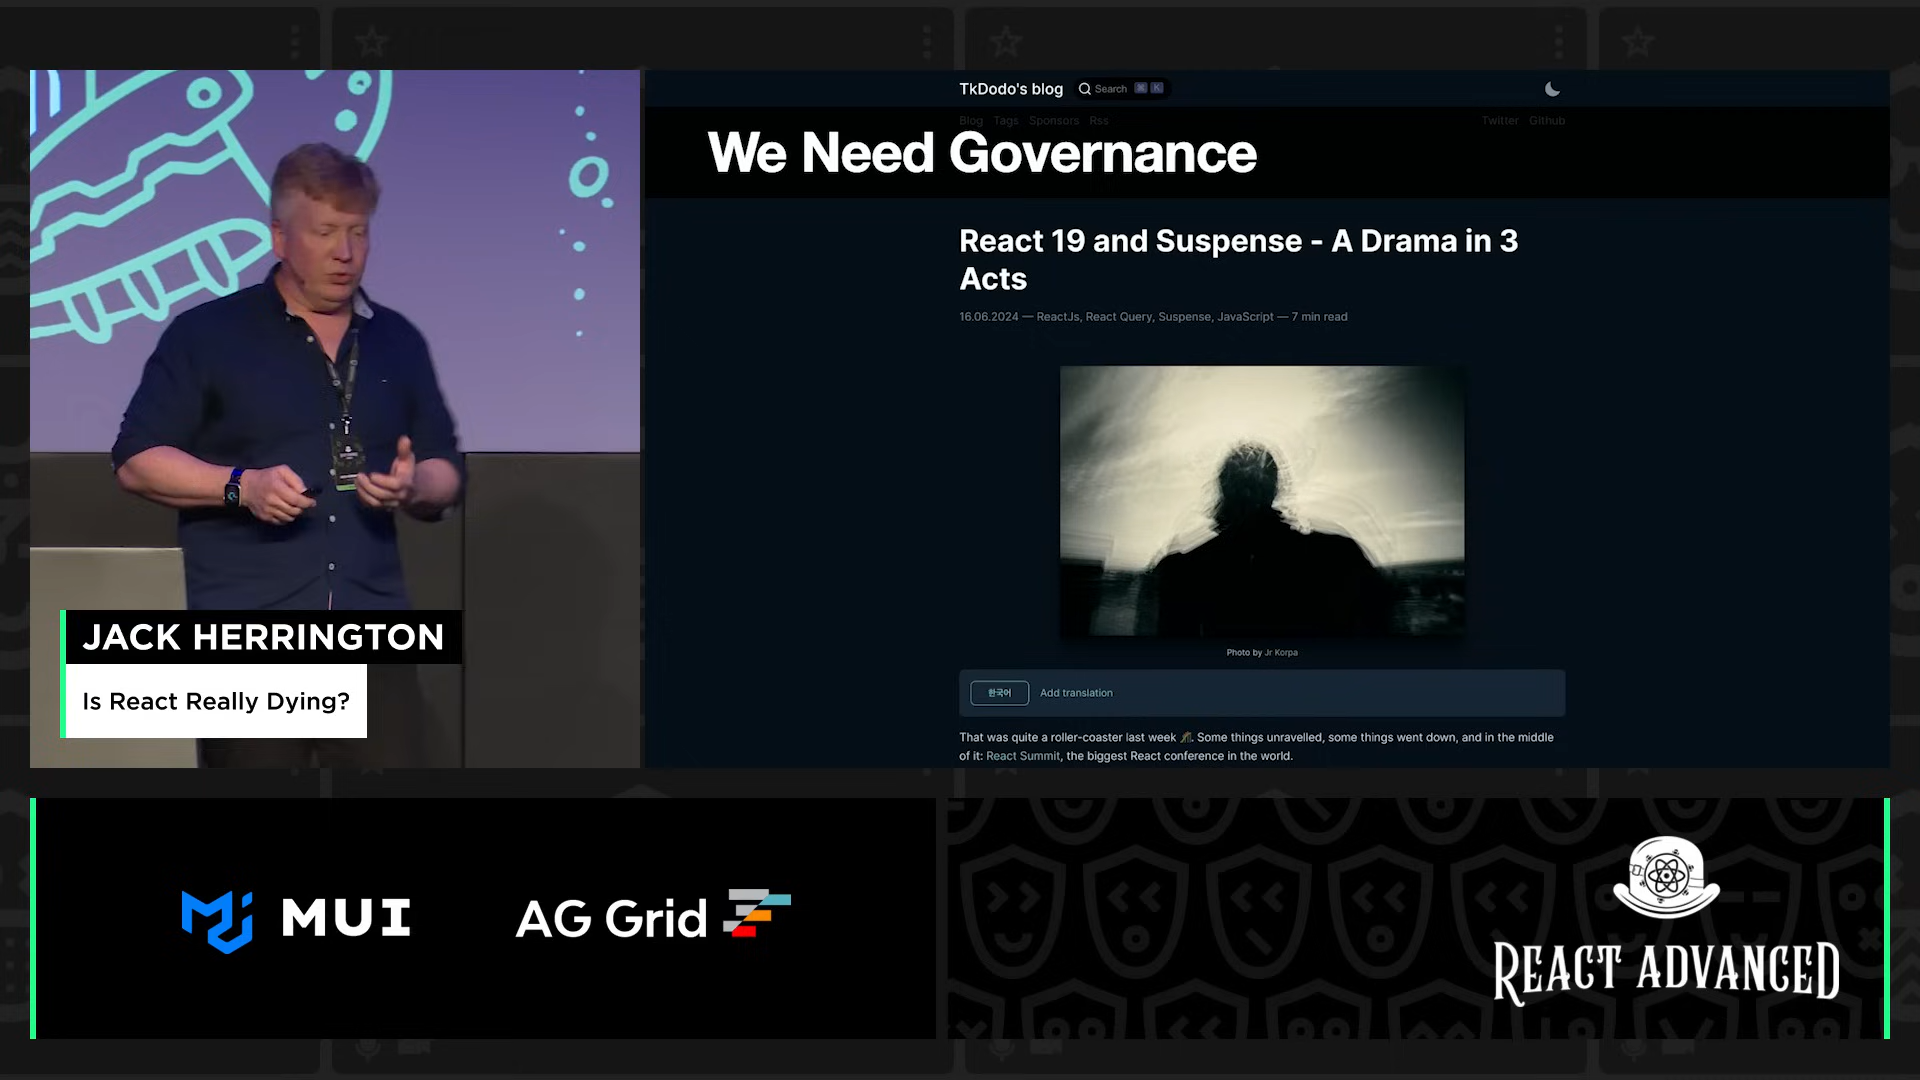 TkDodo's blog
Search ⌘ K
Blog Tags Sponsors Rss
Twitter Github
We Need Governance
React 19 and Suspense - A Drama in 3
Acts
16.06.2024 — ReactJs, React Query, Suspense, JavaScript — 7 min read
Photo by Jr Korpa
한국어 Add translation
That was quite a roller-coaster last week 🎢. Some things unravelled, some things went down, and in the middle
of it: React Summit, the biggest React conference in the world.
JACK HERRINGTON
Is React Really Dying?
MUI
AG Grid
REACT ADVANCED